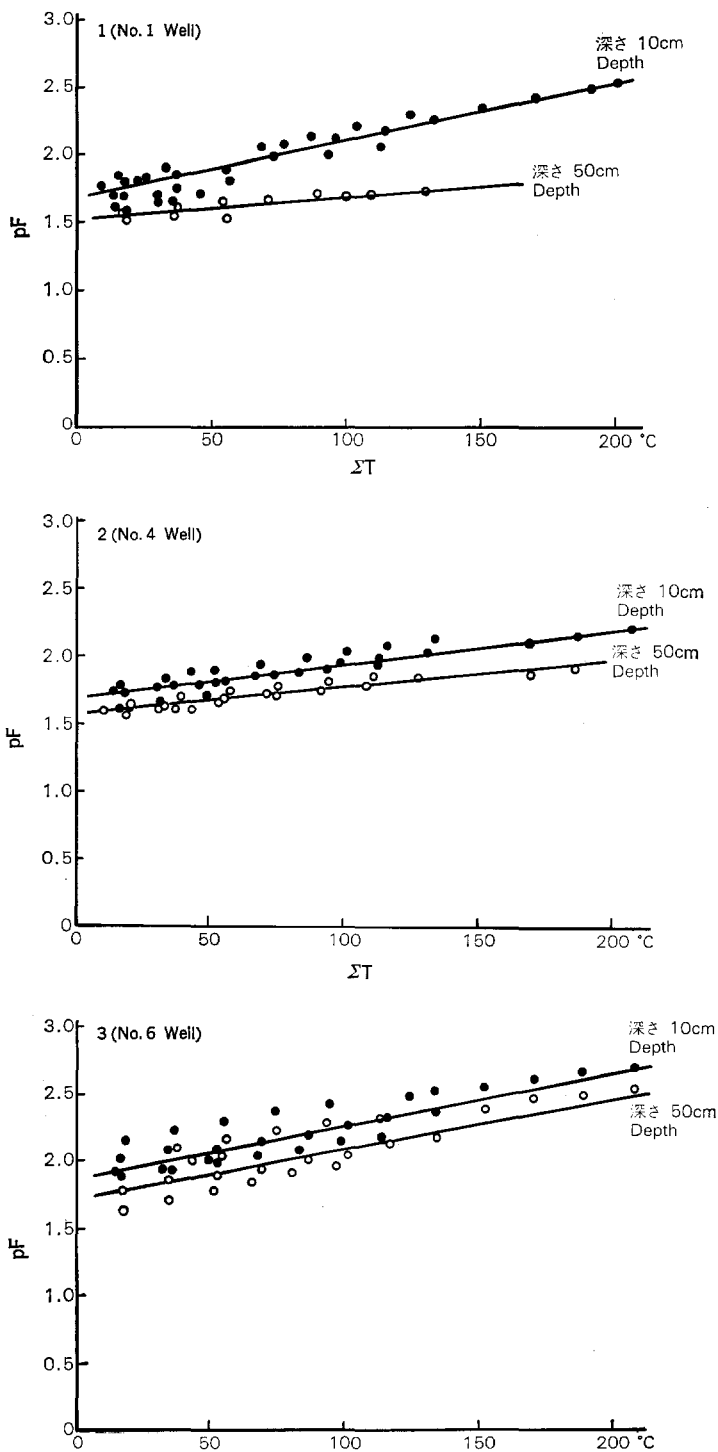 1 (No. 1 Well)
深さ 10cm
Depth
深さ 50cm
Depth
pF
3.0
2.5
2.0
1.5
1.0
0.5
0
0 50 100 150 200 °C
ΣT
2 (No. 4 Well)
深さ 10cm
Depth
深さ 50cm
Depth
pF
3.0
2.5
2.0
1.5
1.0
0.5
0
0 50 100 150 200 °C
ΣT
3 (No. 6 Well)
深さ 10cm
Depth
深さ 50cm
Depth
pF
3.0
2.5
2.0
1.5
1.0
0.5
0
0 50 100 150 200 °C